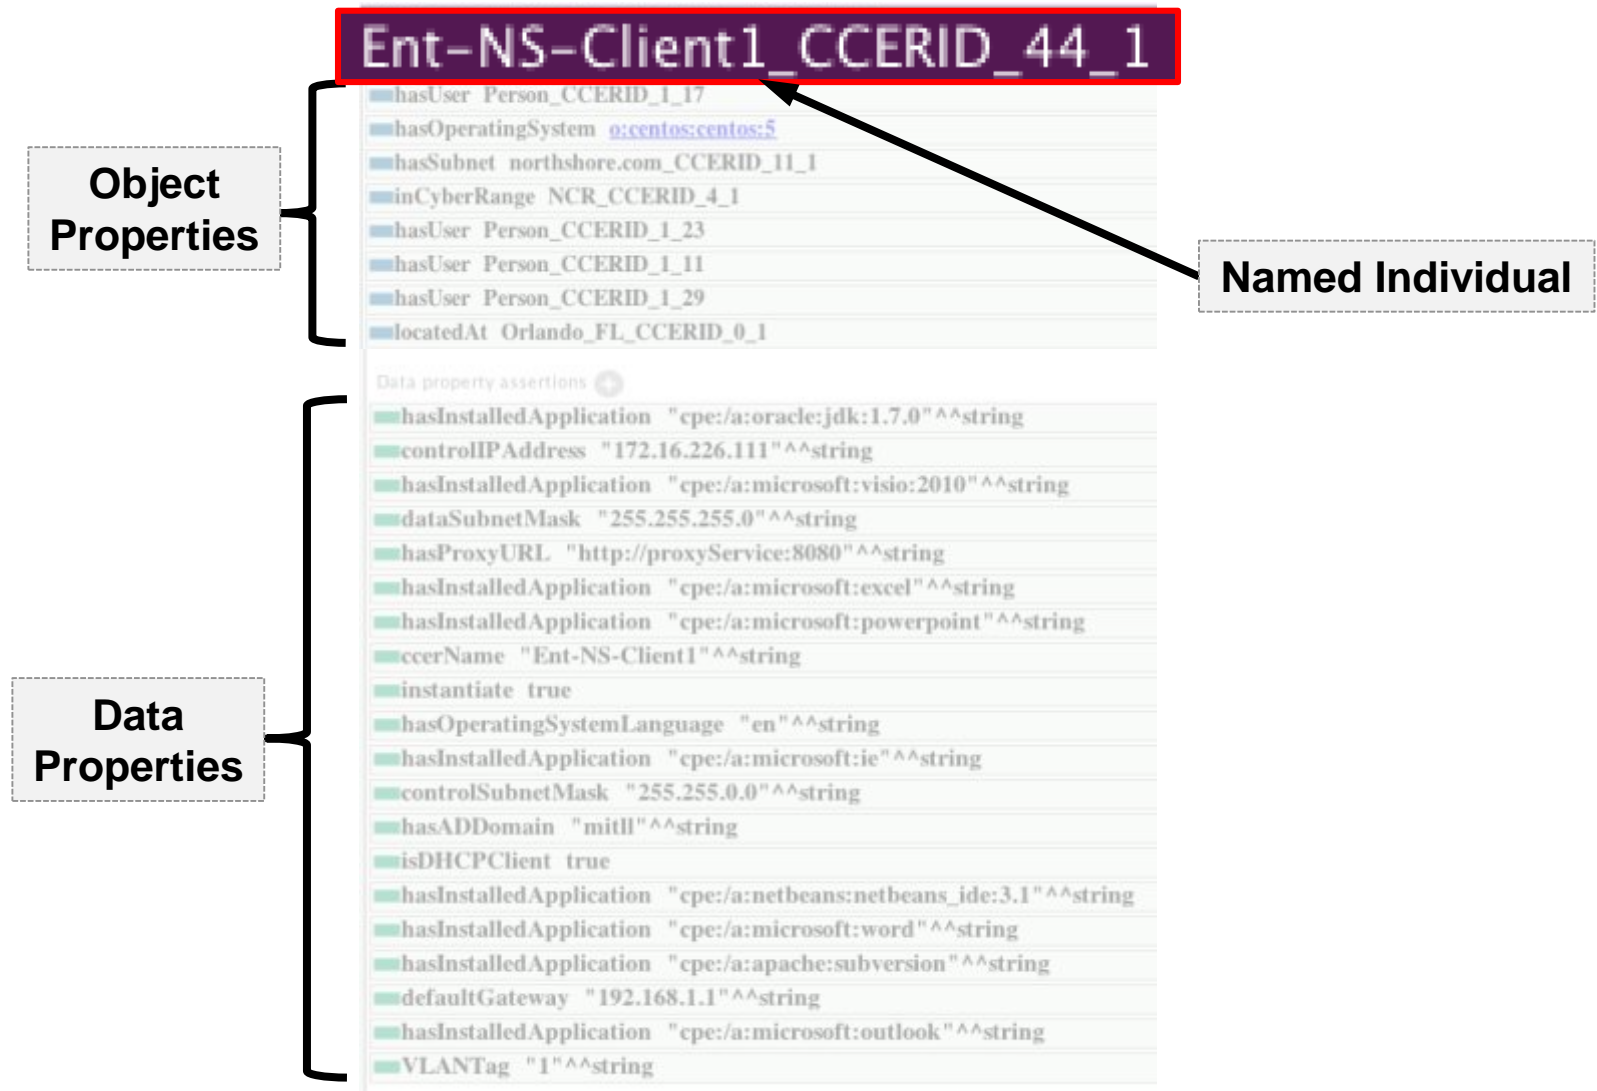 Ent-NS-Client1_CCERID_44_1
hasUser Person_CCERID_1_17
hasOperatingSystem o:centos:centos:5
hasSubnet northshore.com_CCERID_11_1
inCyberRange NCR_CCERID_4_1
hasUser Person_CCERID_1_23
hasUser Person_CCERID_1_11
hasUser Person_CCERID_1_29
locatedAt Orlando_FL_CCERID_0_1
Object
Properties
Named Individual
Data property assertions
hasInstalledApplication "cpe:/a:oracle:jdk:1.7.0"^^string
controlIPAddress "172.16.226.111"^^string
hasInstalledApplication "cpe:/a:microsoft:visio:2010"^^string
dataSubnetMask "255.255.255.0"^^string
hasProxyURL "http://proxyService:8080"^^string
hasInstalledApplication "cpe:/a:microsoft:excel"^^string
hasInstalledApplication "cpe:/a:microsoft:powerpoint"^^string
ccerName "Ent-NS-Client1"^^string
instantiate true
hasOperatingSystemLanguage "en"^^string
hasInstalledApplication "cpe:/a:microsoft:ie"^^string
controlSubnetMask "255.255.0.0"^^string
hasADDomain "mitll"^^string
isDHCPClient true
hasInstalledApplication "cpe:/a:netbeans:netbeans_ide:3.1"^^string
hasInstalledApplication "cpe:/a:microsoft:word"^^string
hasInstalledApplication "cpe:/a:apache:subversion"^^string
defaultGateway "192.168.1.1"^^string
hasInstalledApplication "cpe:/a:microsoft:outlook"^^string
VLANTag "1"^^string
Data
Properties